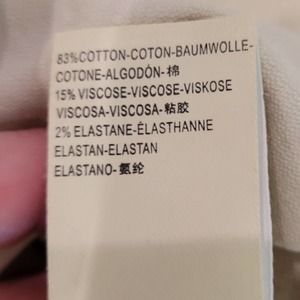 83%COTTON-COTON-BAUMWOLLE-
COTONE-ALGODÓN-棉
15% VISCOSE-VISCOSE-VISKOSE
VISCOSA-VISCOSA-粘胶
2% ELASTANE-ÉLASTHANNE
ELASTAN-ELASTAN
ELASTANO-氨纶